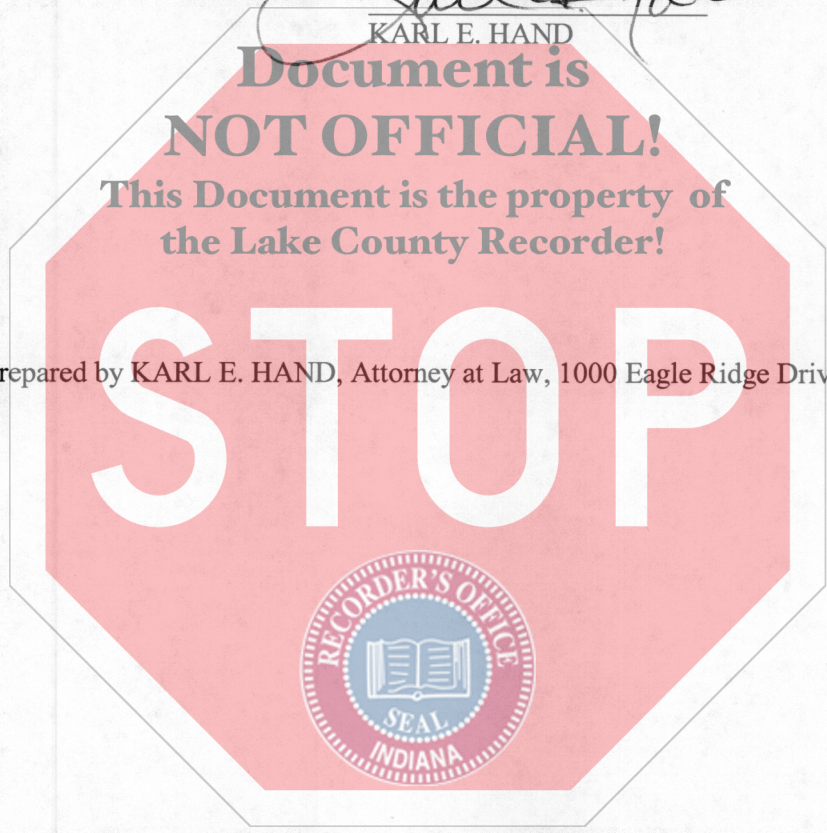 KARL E. HAND
Document is
NOT OFFICIAL!
This Document is the property of
the Lake County Recorder!
STOP
repared by KARL E. HAND, Attorney at Law, 1000 Eagle Ridge Driv
RECORDER'S OFFICE
SEAL
INDIANA